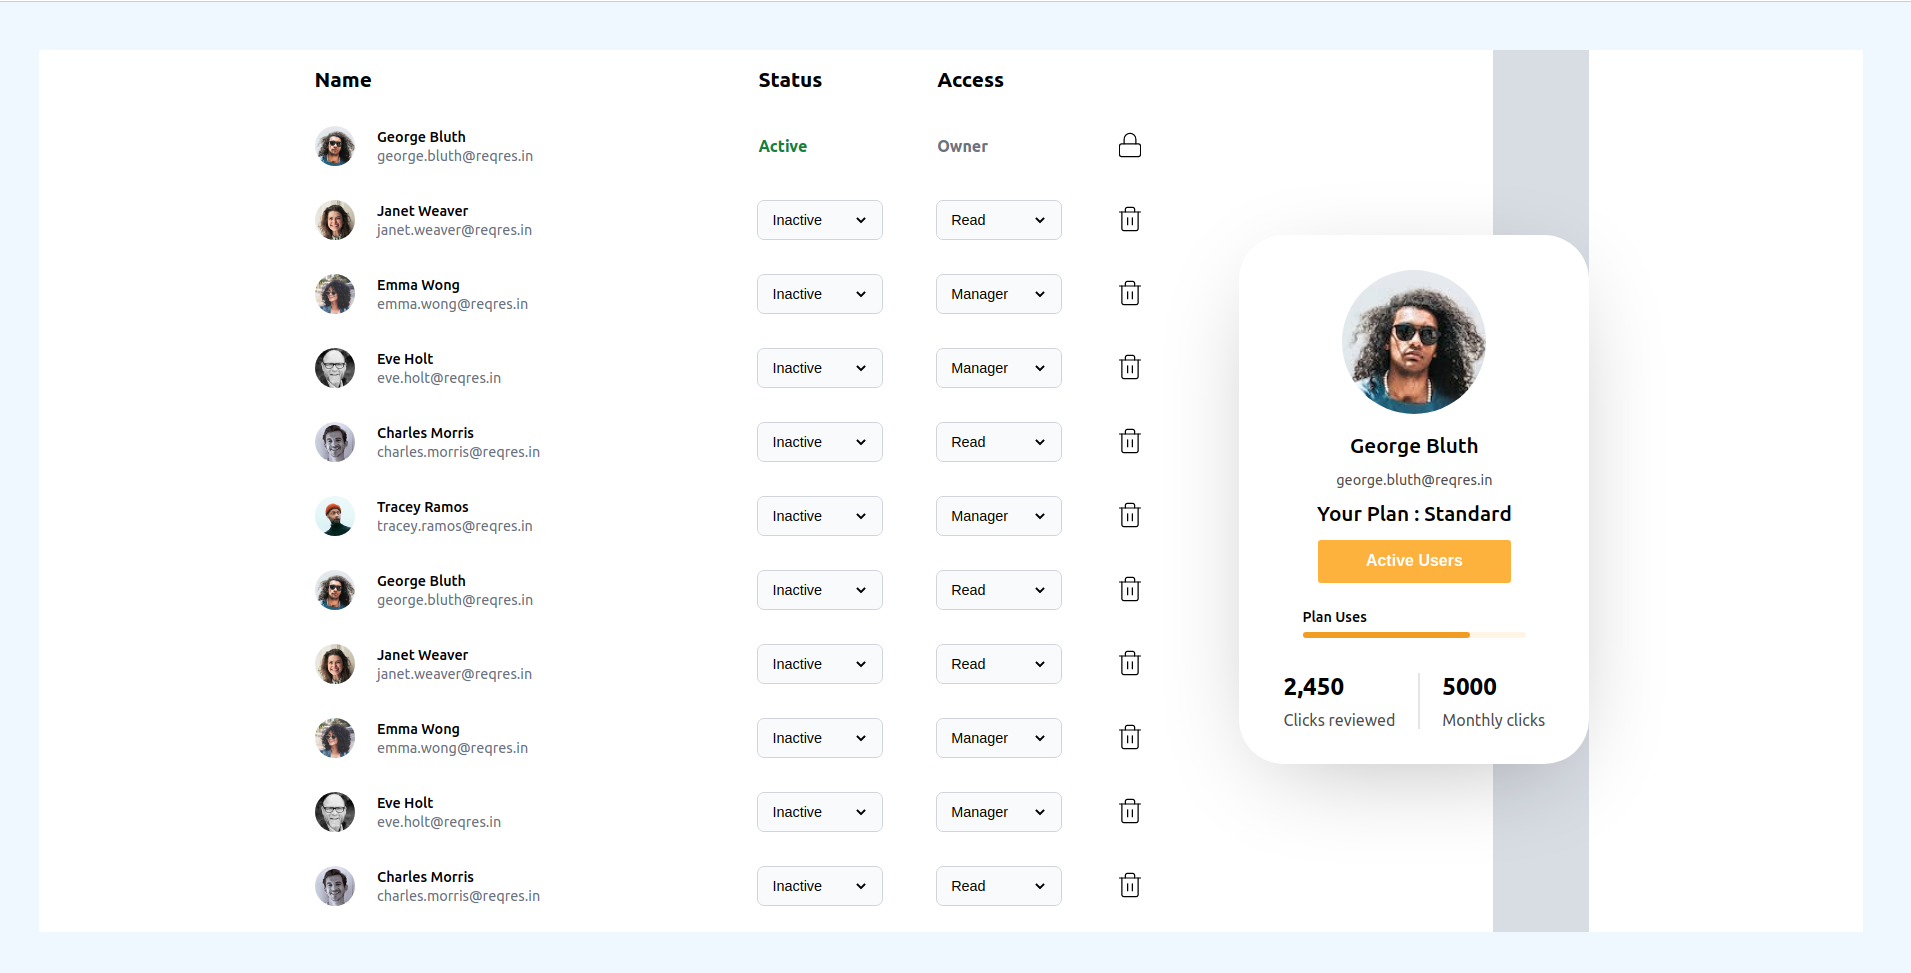 Name Status Access
George Bluth
george.bluth@reqres.in
Active Owner
Janet Weaver
janet.weaver@reqres.in
Inactive Read
Emma Wong
emma.wong@reqres.in
Inactive Manager
Eve Holt
eve.holt@reqres.in
Inactive Manager
Charles Morris
charles.morris@reqres.in
Inactive Read
Tracey Ramos
tracey.ramos@reqres.in
Inactive Manager
George Bluth
george.bluth@reqres.in
Inactive Read
Janet Weaver
janet.weaver@reqres.in
Inactive Read
Emma Wong
emma.wong@reqres.in
Inactive Manager
Eve Holt
eve.holt@reqres.in
Inactive Manager
Charles Morris
charles.morris@reqres.in
Inactive Read
George Bluth
george.bluth@reqres.in
Your Plan : Standard
Active Users
Plan Uses
2,450 5000
Clicks reviewed Monthly clicks